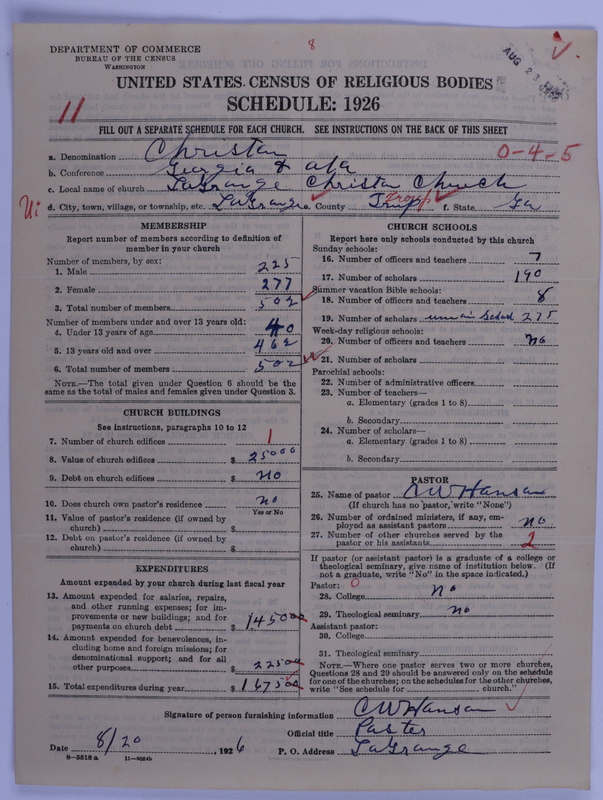 8
DEPARTMENT OF COMMERCE
BUREAU OF THE CENSUS
WASHINGTON
AUG 23
UNITED STATES CENSUS OF RELIGIOUS BODIES
SCHEDULE: 1926
11
FILL OUT A SEPARATE SCHEDULE FOR EACH CHURCH. SEE INSTRUCTIONS ON THE BACK OF THIS SHEET
a. Denomination Christan
0-4-5
b. Conference Georgia & ala
c. Local name of church LaGrange Christan Church
d. City, town, village, or township, etc. LaGrange e. County Troup f. State Ga
MEMBERSHIP
Report number of members according to definition of
member in your church
Number of members, by sex:
1. Male 225
2. Female 277
3. Total number of members 502
Number of members under and over 13 years old:
4. Under 13 years of age 40
5. 13 years old and over 462
6. Total number of members 502
NOTE.—The total given under Question 6 should be the
same as the total of males and females given under Question 3.
CHURCH BUILDINGS
See instructions, paragraphs 10 to 12
7. Number of church edifices 1
8. Value of church edifices $ 25000
9. Debt on church edifices $ no
10. Does church own pastor's residence no
Yes or No
11. Value of pastor's residence (if owned by
church) $
12. Debt on pastor's residence (if owned by
church) $
EXPENDITURES
Amount expended by your church during last fiscal year
13. Amount expended for salaries, repairs,
and other running expenses; for im-
provements or new buildings; and for
payments on church debt $ 145000
14. Amount expended for benevolences, in-
cluding home and foreign missions; for
denominational support; and for all
other purposes $ 22500
15. Total expenditures during year $ 167500
CHURCH SCHOOLS
Report here only schools conducted by this church
Sunday schools:
16. Number of officers and teachers 7
17. Number of scholars 190
Summer vacation Bible schools:
18. Number of officers and teachers 8
19. Number of scholars 275
Week-day religious schools:
20. Number of officers and teachers no
21. Number of scholars
Parochial schools:
22. Number of administrative officers
23. Number of teachers—
a. Elementary (grades 1 to 8)
b. Secondary
24. Number of scholars—
a. Elementary (grades 1 to 8)
b. Secondary
PASTOR
25. Name of pastor CW Hansan
(If church has no pastor, write "None")
26. Number of ordained ministers, if any, em-
ployed as assistant pastors no
27. Number of other churches served by the
pastor or his assistants 2
If pastor (or assistant pastor) is a graduate of a college or
theological seminary, give name of institution below. (If
not a graduate, write "No" in the space indicated.)
Pastor: 0
28. College no
29. Theological seminary no
Assistant pastor:
30. College
31. Theological seminary
NOTE.—Where one pastor serves two or more churches,
Questions 28 and 29 should be answered only on the schedule
for one of the churches; on the schedules for the other churches,
write "See schedule for church."
Signature of person furnishing information CW Hansan
Official title Paster
Date 8/20, 1926 P. O. Address LaGrange
8-5518 a 11-9664b